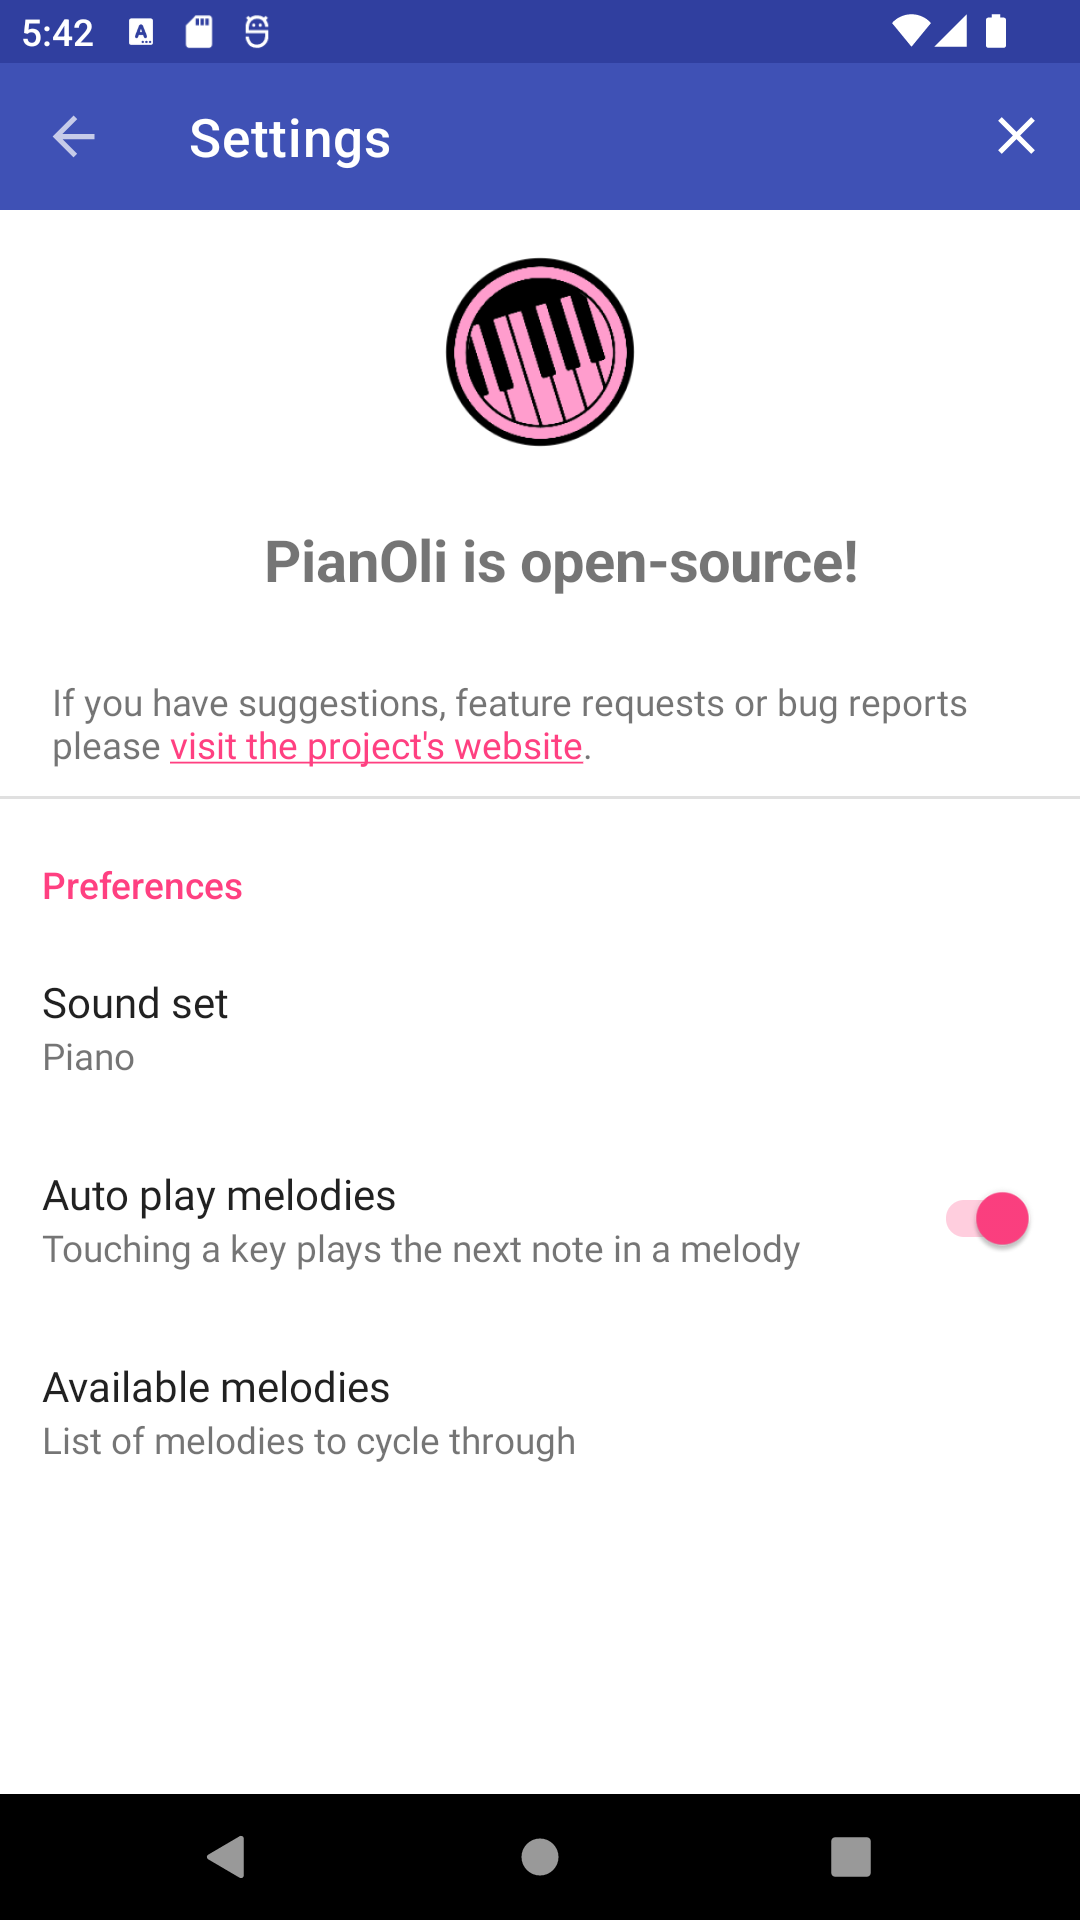 5:42
Settings
PianOli is open-source!
If you have suggestions, feature requests or bug reports
please visit the project's website.
Preferences
Sound set
Piano
Auto play melodies
Touching a key plays the next note in a melody
Available melodies
List of melodies to cycle through